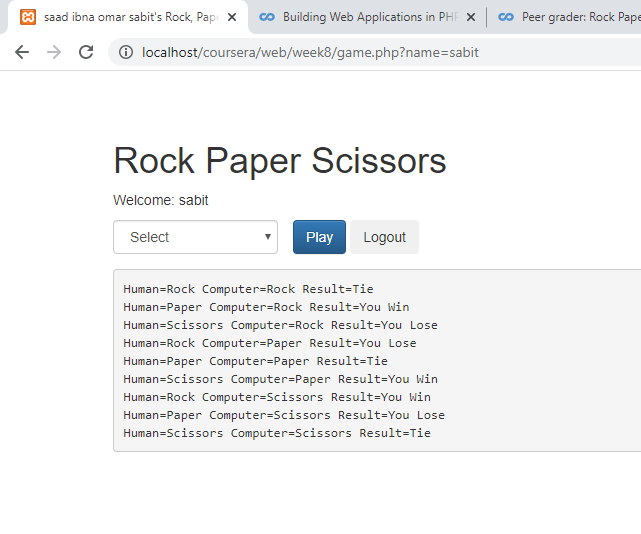 saad ibna omar sabit's Rock, Pap
Building Web Applications in PHP
Peer grader: Rock Pape
localhost/coursera/web/week8/game.php?name=sabit
Rock Paper Scissors
Welcome: sabit
Select
Play
Logout
Human=Rock Computer=Rock Result=Tie
Human=Paper Computer=Rock Result=You Win
Human=Scissors Computer=Rock Result=You Lose
Human=Rock Computer=Paper Result=You Lose
Human=Paper Computer=Paper Result=Tie
Human=Scissors Computer=Paper Result=You Win
Human=Rock Computer=Scissors Result=You Win
Human=Paper Computer=Scissors Result=You Lose
Human=Scissors Computer=Scissors Result=Tie